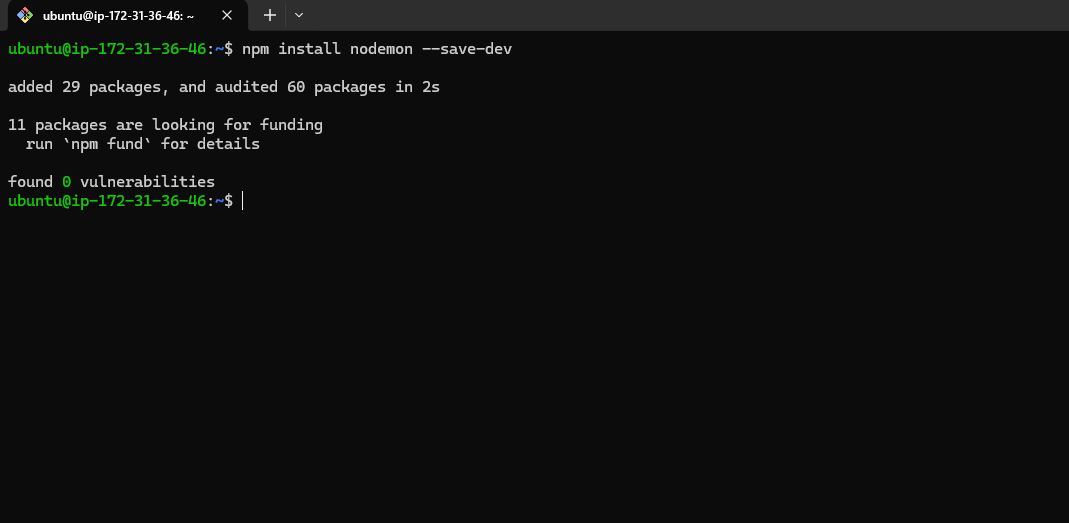 ubuntu@ip-172-31-36-46: ~
ubuntu@ip-172-31-36-46:~$ npm install nodemon --save-dev
added 29 packages, and audited 60 packages in 2s
11 packages are looking for funding
  run `npm fund` for details
found 0 vulnerabilities
ubuntu@ip-172-31-36-46:~$